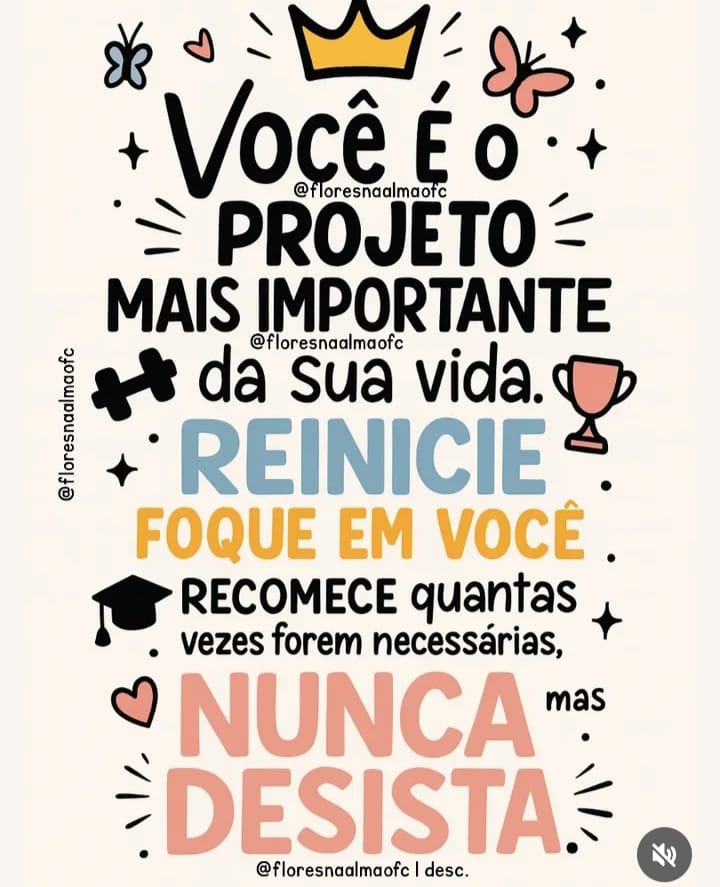 Você É o
@floresnaalmaofc
PROJETO
MAIS IMPORTANTE
@floresnaalmaofc
da sua vida.
@floresnaalmaofc
REINICIE
FOQUE EM VOCÊ.
RECOMECE quantas
vezes forem necessárias,
mas
NUNCA
DESISTA.
@floresnaalmaofc | desc.